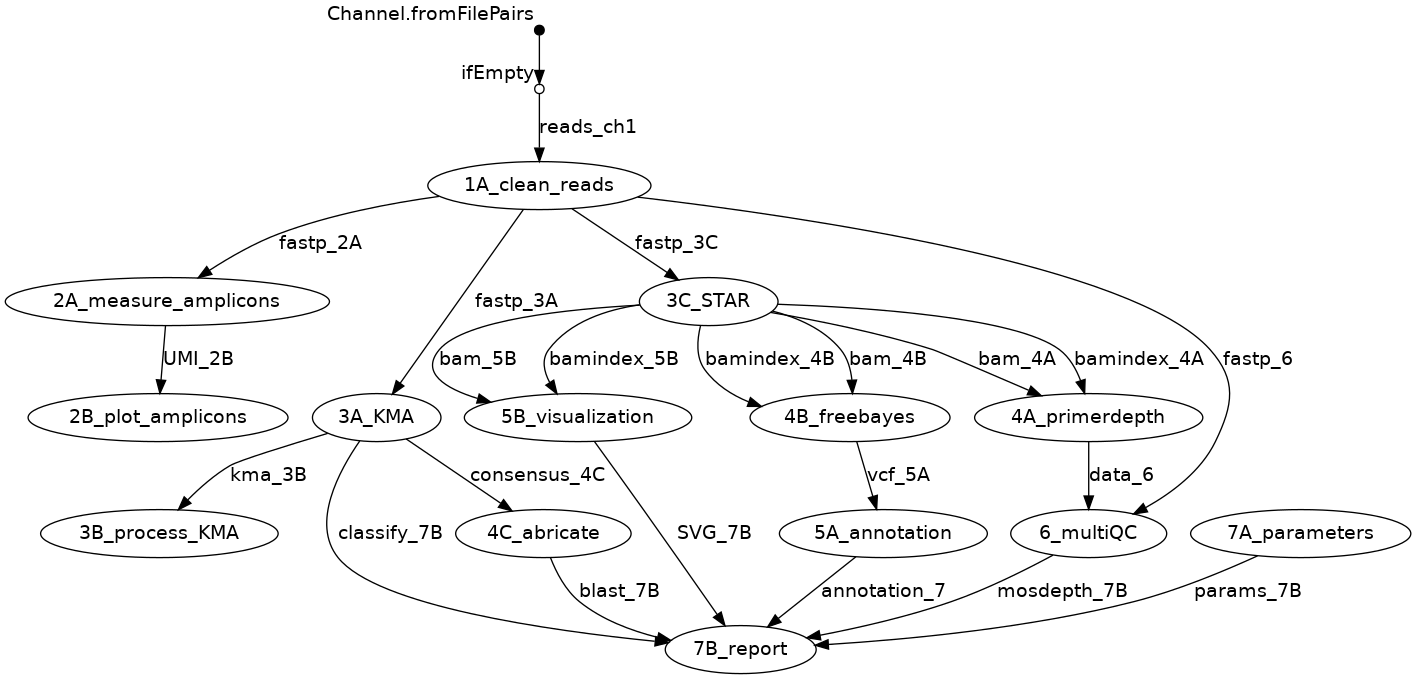 Channel.fromFilePairs
ifEmpty
reads_ch1
1A_clean_reads
fastp_2A
fastp_3C
2A_measure_amplicons
fastp_3A
3C_STAR
UMI_2B
bam_5B
bamindex_5B
bamindex_4B
bam_4B
bam_4A
bamindex_4A
fastp_6
2B_plot_amplicons
3A_KMA
5B_visualization
4B_freebayes
4A_primerdepth
kma_3B
consensus_4C
vcf_5A
data_6
3B_process_KMA
classify_7B
4C_abricate
SVG_7B
5A_annotation
6_multiQC
7A_parameters
blast_7B
annotation_7
mosdepth_7B
params_7B
7B_report